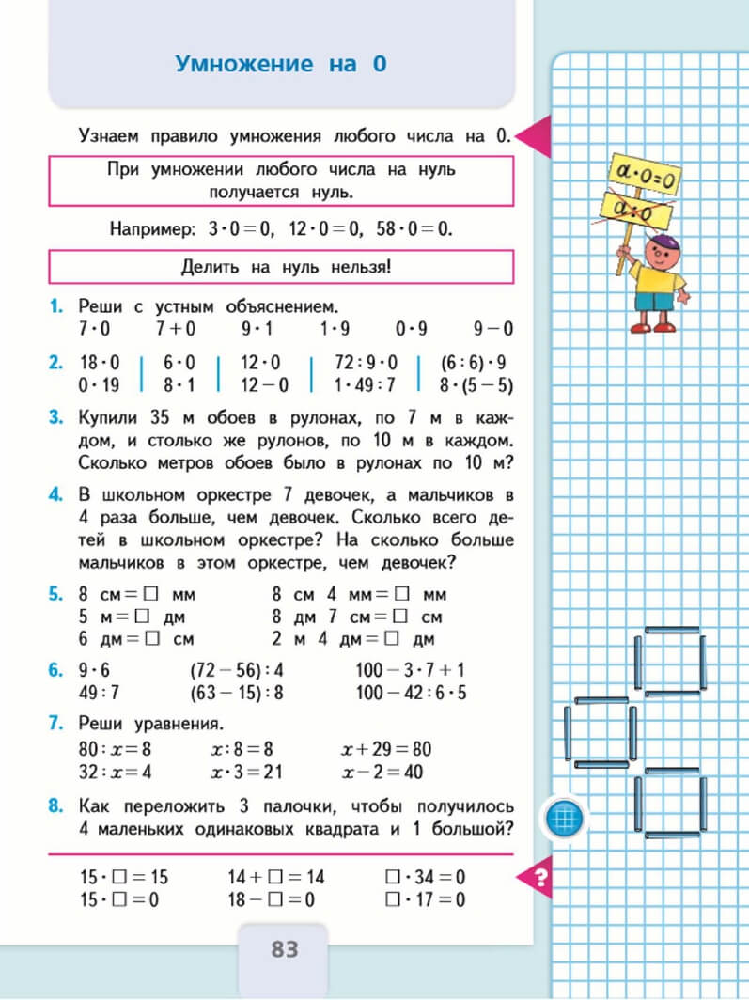 Умножение на 0
Узнаем правило умножения любого числа на 0.
При умножении любого числа на нуль
получается нуль.
Например: 3 · 0 = 0, 12 · 0 = 0, 58 · 0 = 0.
Делить на нуль нельзя!
a · 0 = 0
a : 0
1. Реши с устным объяснением.
7 · 0 7 + 0 9 · 1 1 · 9 0 · 9 9 − 0
2. 18 · 0 | 6 · 0 | 12 · 0 | 72 : 9 · 0 | (6 : 6) · 9
0 · 19 | 8 · 1 | 12 − 0 | 1 · 49 : 7 | 8 · (5 − 5)
3. Купили 35 м обоев в рулонах, по 7 м в каж-
дом, и столько же рулонов, по 10 м в каждом.
Сколько метров обоев было в рулонах по 10 м?
4. В школьном оркестре 7 девочек, а мальчиков в
4 раза больше, чем девочек. Сколько всего де-
тей в школьном оркестре? На сколько больше
мальчиков в этом оркестре, чем девочек?
5. 8 см = □ мм 8 см 4 мм = □ мм
5 м = □ дм 8 дм 7 см = □ см
6 дм = □ см 2 м 4 дм = □ дм
6. 9 · 6 (72 − 56) : 4 100 − 3 · 7 + 1
49 : 7 (63 − 15) : 8 100 − 42 : 6 · 5
7. Реши уравнения.
80 : x = 8 x : 8 = 8 x + 29 = 80
32 : x = 4 x · 3 = 21 x − 2 = 40
8. Как переложить 3 палочки, чтобы получилось
4 маленьких одинаковых квадрата и 1 большой?
15 · □ = 15 14 + □ = 14 □ · 34 = 0 ?
15 · □ = 0 18 − □ = 0 □ · 17 = 0
83